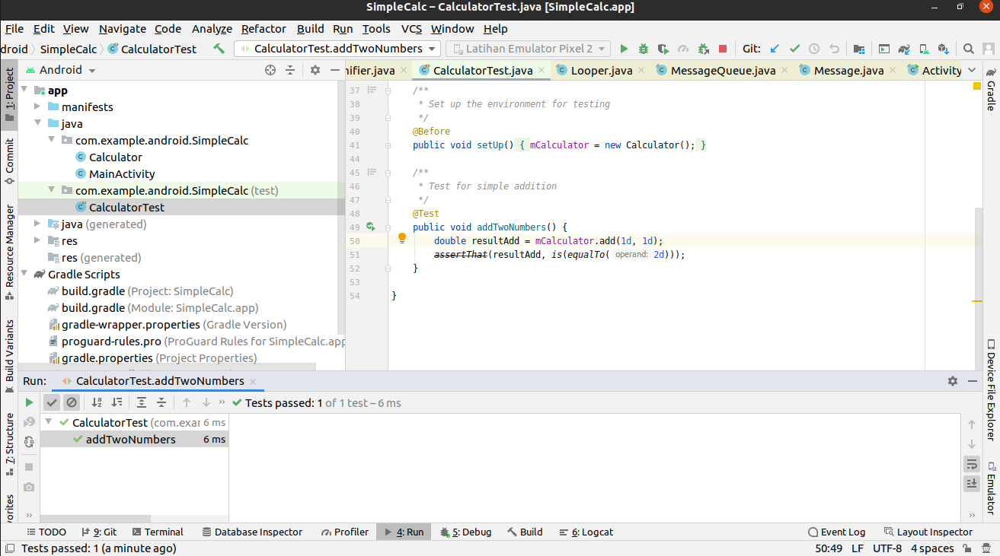 SimpleCalc – CalculatorTest.java [SimpleCalc.app]
File Edit View Navigate Code Analyze Refactor Build Run Tools VCS Window Help
droid SimpleCalc CalculatorTest CalculatorTest.addTwoNumbers Latihan Emulator Pixel 2 Git:
Android
nifier.java CalculatorTest.java Looper.java MessageQueue.java Message.java Activity
1: Project
Commit
Resource Manager
Build Variants
7: Structure
vorites
app
manifests
java
com.example.android.SimpleCalc
Calculator
MainActivity
com.example.android.SimpleCalc (test)
CalculatorTest
java (generated)
res
res (generated)
Gradle Scripts
build.gradle (Project: SimpleCalc)
build.gradle (Module: SimpleCalc.app)
gradle-wrapper.properties (Gradle Version)
proguard-rules.pro (ProGuard Rules for SimpleCalc.app
gradle.properties (Project Properties)
37 /**
38 * Set up the environment for testing
39 */
40 @Before
41 public void setUp() { mCalculator = new Calculator(); }
44
45 /**
46 * Test for simple addition
47 */
48 @Test
49 public void addTwoNumbers() {
50 double resultAdd = mCalculator.add(1d, 1d);
51 assertThat(resultAdd, is(equalTo( operand: 2d)));
52 }
53
54 }
Gradle
Device File Explorer
Emulator
Run: CalculatorTest.addTwoNumbers
Tests passed: 1 of 1 test – 6 ms
CalculatorTest (com.exar 6 ms
addTwoNumbers 6 ms
TODO 9: Git Terminal Database Inspector Profiler 4: Run 5: Debug Build 6: Logcat Event Log Layout Inspector
Tests passed: 1 (a minute ago) 50:49 LF UTF-8 4 spaces